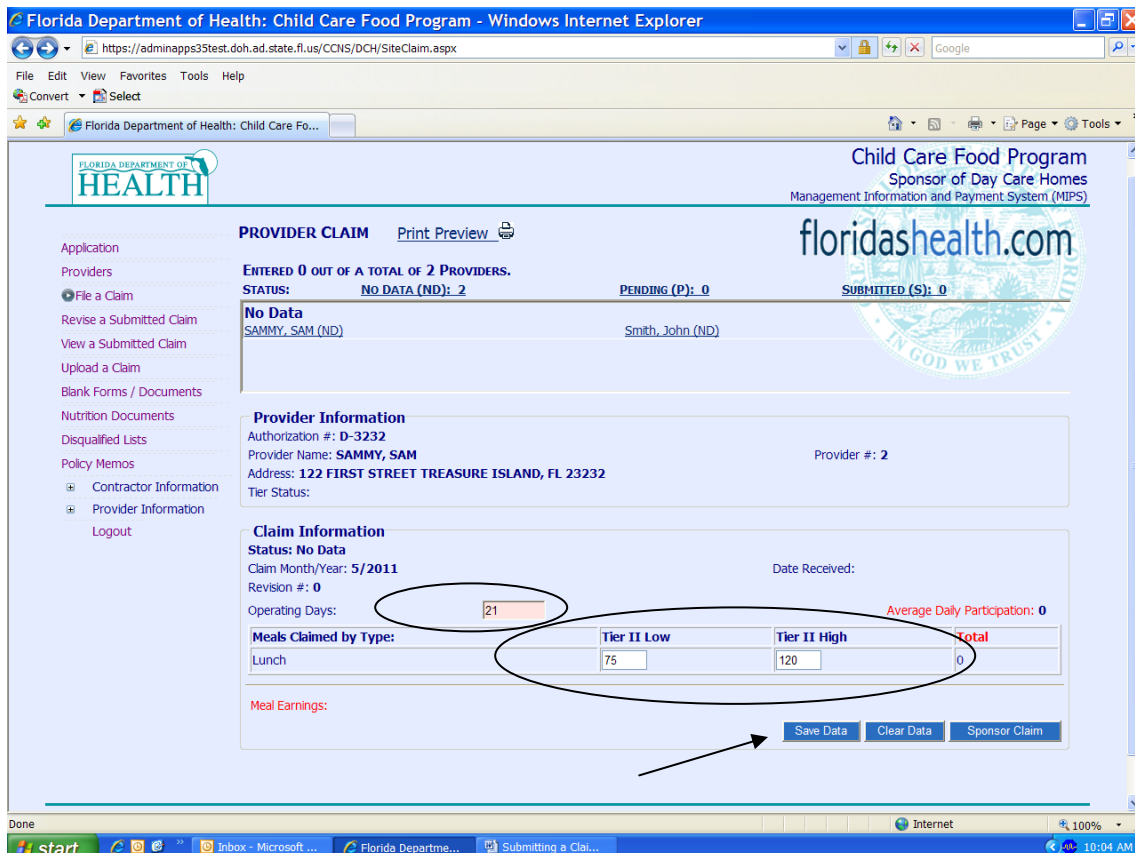 Florida Department of Health: Child Care Food Program - Windows Internet Explorer
https://adminapps35test.doh.ad.state.fl.us/CCNS/DCH/SiteClaim.aspx
Google
File Edit View Favorites Tools Help
Convert Select
Florida Department of Health: Child Care Fo...
Page Tools
FLORIDA DEPARTMENT OF
HEALTH
Child Care Food Program
Sponsor of Day Care Homes
Management Information and Payment System (MIPS)
floridashealth.com
IN GOD WE TRUST
Application
Providers
File a Claim
Revise a Submitted Claim
View a Submitted Claim
Upload a Claim
Blank Forms / Documents
Nutrition Documents
Disqualified Lists
Policy Memos
Contractor Information
Provider Information
Logout
PROVIDER CLAIM Print Preview
ENTERED 0 OUT OF A TOTAL OF 2 PROVIDERS.
STATUS: NO DATA (ND): 2 PENDING (P): 0 SUBMITTED (S): 0
No Data
SAMMY, SAM (ND) Smith, John (ND)
Provider Information
Authorization #: D-3232
Provider Name: SAMMY, SAM Provider #: 2
Address: 122 FIRST STREET TREASURE ISLAND, FL 23232
Tier Status:
Claim Information
Status: No Data
Claim Month/Year: 5/2011 Date Received:
Revision #: 0
Operating Days: 21 Average Daily Participation: 0
Meals Claimed by Type: Tier II Low Tier II High Total
Lunch 75 120 0
Meal Earnings:
Save Data Clear Data Sponsor Claim
Done Internet 100%
start Inbox - Microsoft ... Florida Departme... Submitting a Clai... 10:04 AM